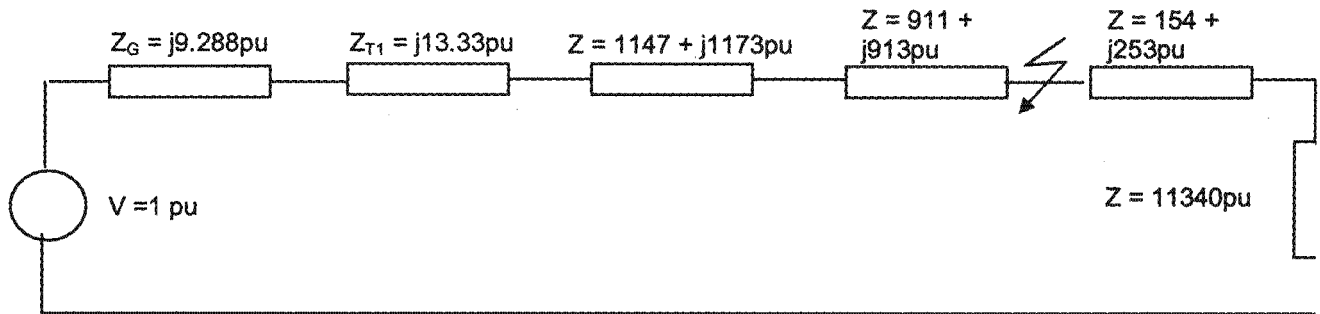 Z_G = j9.288pu
Z_T1 = j13.33pu
Z = 1147 + j1173pu
Z = 911 +
j913pu
Z = 154 +
j253pu
V =1 pu
Z = 11340pu